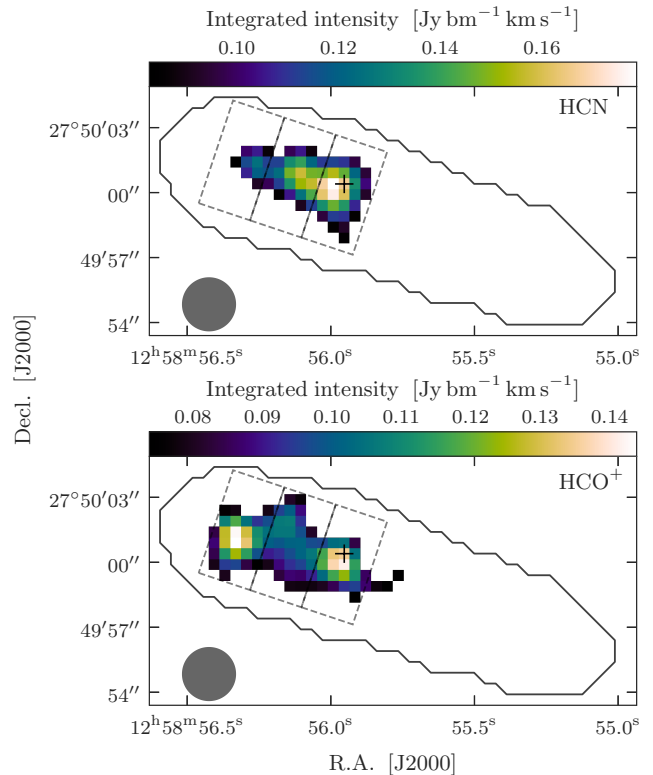 Integrated intensity [Jy bm⁻¹ km s⁻¹]
0.10 0.12 0.14 0.16
HCN
27°50′03″
00″
49′57″
54″
12ʰ58ᵐ56.5ˢ 56.0ˢ 55.5ˢ 55.0ˢ
Decl. [J2000]
Integrated intensity [Jy bm⁻¹ km s⁻¹]
0.08 0.09 0.10 0.11 0.12 0.13 0.14
HCO⁺
27°50′03″
00″
49′57″
54″
12ʰ58ᵐ56.5ˢ 56.0ˢ 55.5ˢ 55.0ˢ
R.A. [J2000]